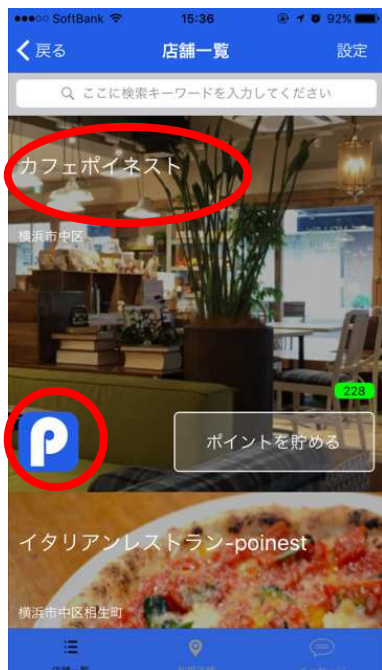 SoftBank 15:36 92%
戻る 店舗一覧 設定
ここに検索キーワードを入力してください
カフェポイネスト
横浜市中区
228
p ポイントを貯める
イタリアンレストラン-poinest
横浜市中区相生町